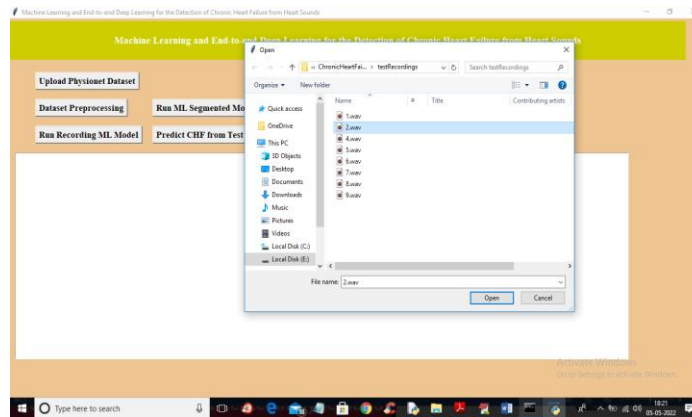 Machine Learning and End-to-end Deep Learning for the Detection of Chronic Heart Failure from Heart Sounds
Machine Learning and End-to-end Deep Learning for the Detection of Chronic Heart Failure from Heart Sounds
Open
« ChronicHeartFai... › testRecordings
Search testRecordings
Organize
New folder
Upload Physionet Dataset
Dataset Preprocessing
Run ML Segmented Mo
Run Recording ML Model
Predict CHF from Test
Quick access
OneDrive
This PC
3D Objects
Desktop
Documents
Downloads
Music
Pictures
Videos
Local Disk (C:)
Local Disk (E:)
Name
#
Title
Contributing artists
1.wav
2.wav
4.wav
5.wav
6.wav
7.wav
8.wav
9.wav
File name: 2.wav
Open
Cancel
Activate Windows
Go to Settings to activate Windows.
Type here to search
18:21
05-05-2022